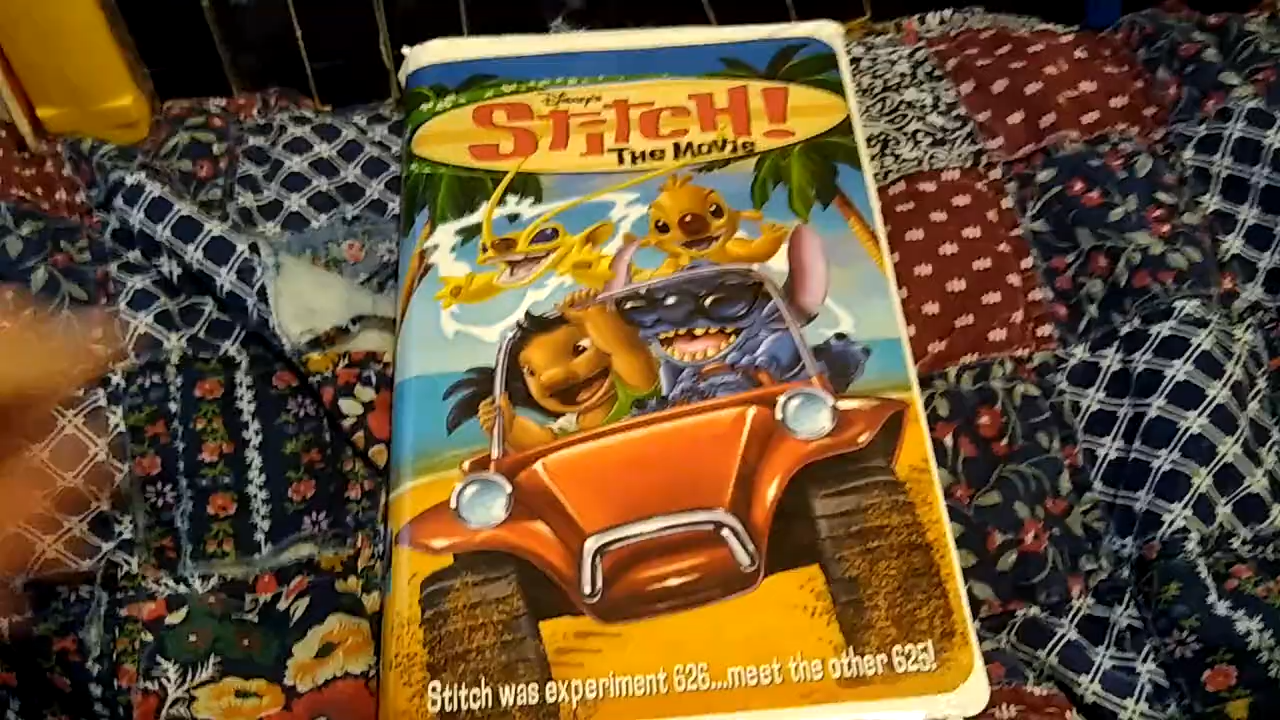 Disney's
Stitch!
The Movie
Stitch was experiment 626...meet the other 625!